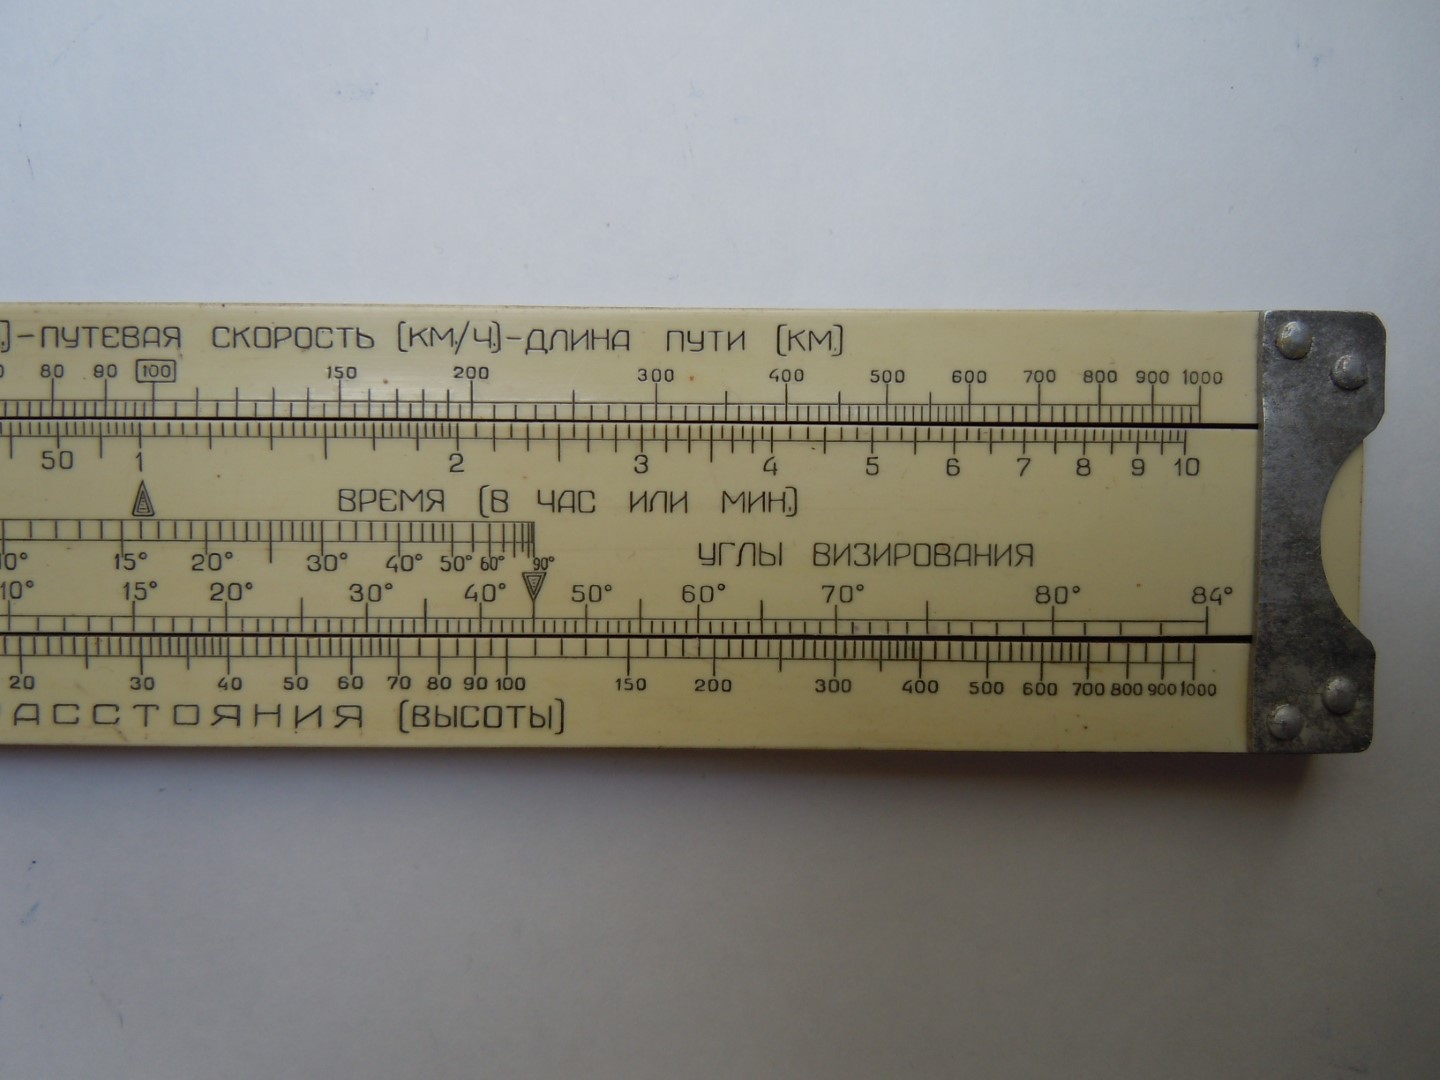 )-ПУТЕВАЯ СКОРОСТЬ (КМ/Ч.)-ДЛИНА ПУТИ (КМ.)
80 90 100 150 200 300 400 500 600 700 800 900 1000
50 1 2 3 4 5 6 7 8 9 10
ВРЕМЯ (В ЧАС ИЛИ МИН.)
10° 15° 20° 30° 40° 50° 60° 90°
УГЛЫ ВИЗИРОВАНИЯ
10° 15° 20° 30° 40° 50° 60° 70° 80° 84°
20 30 40 50 60 70 80 90 100 150 200 300 400 500 600 700 800 900 1000
АССТОЯНИЯ (ВЫСОТЫ)